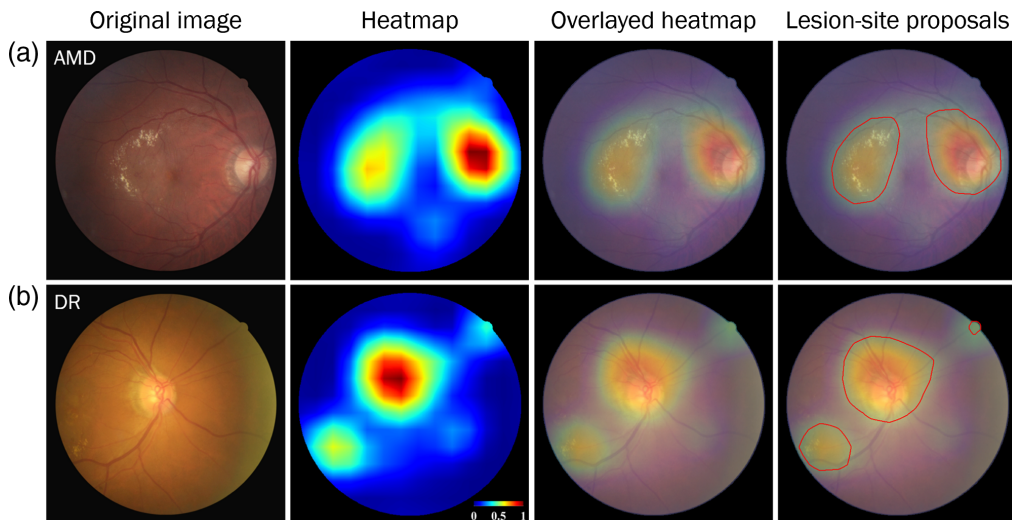 Original image
Heatmap
Overlayed heatmap
Lesion-site proposals
(a)
AMD
(b)
DR
0 0.5 1